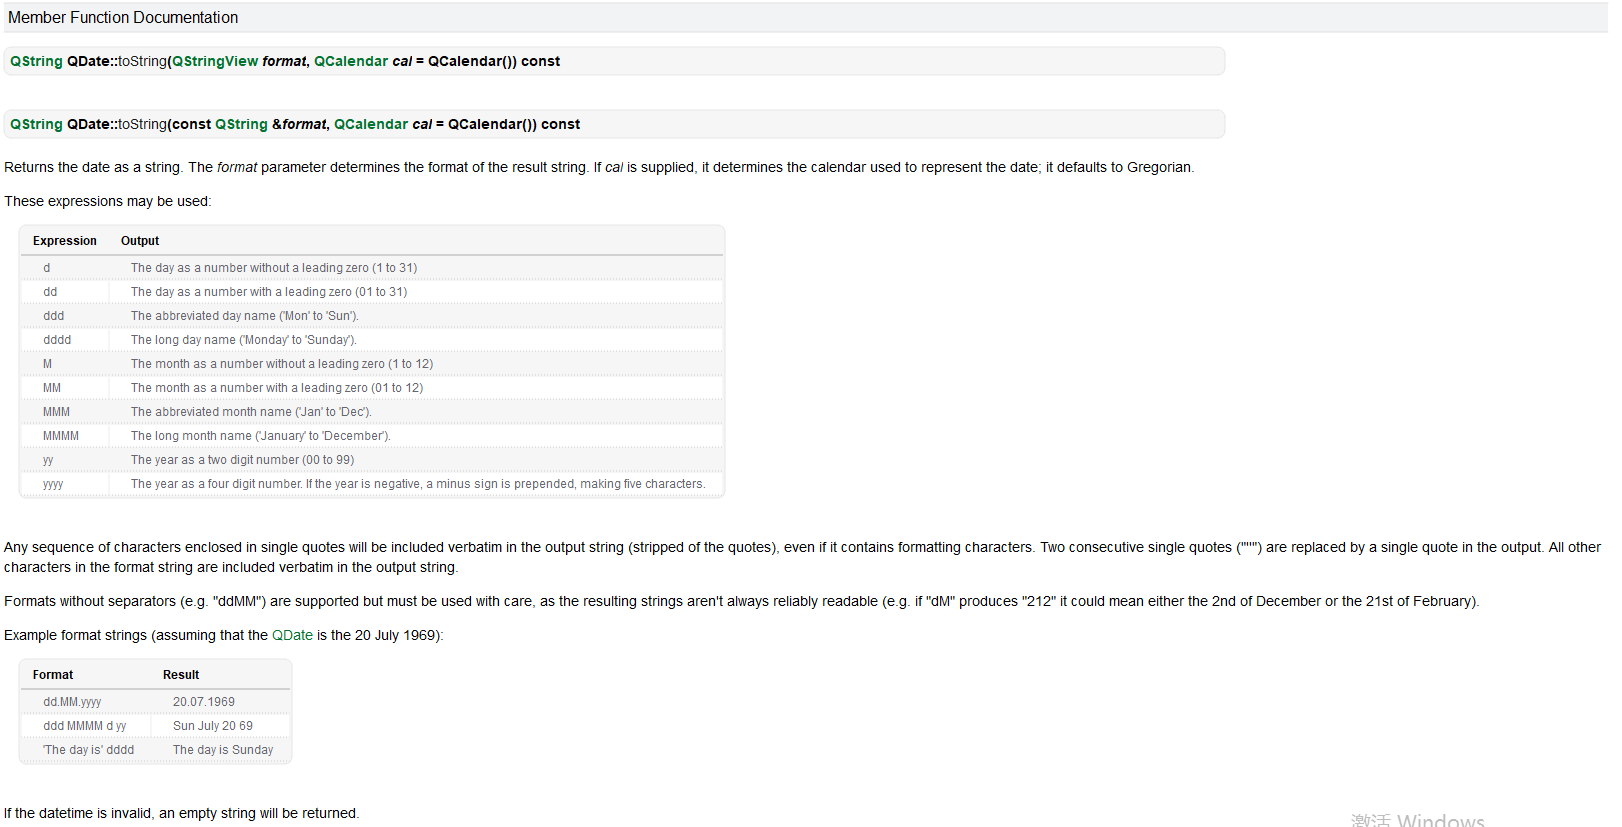 Member Function Documentation
QString QDate::toString(QStringView format, QCalendar cal = QCalendar()) const
QString QDate::toString(const QString &format, QCalendar cal = QCalendar()) const
Returns the date as a string. The format parameter determines the format of the result string. If cal is supplied, it determines the calendar used to represent the date; it defaults to Gregorian.
These expressions may be used:
Expression Output
d The day as a number without a leading zero (1 to 31)
dd The day as a number with a leading zero (01 to 31)
ddd The abbreviated day name ('Mon' to 'Sun').
dddd The long day name ('Monday' to 'Sunday').
M The month as a number without a leading zero (1 to 12)
MM The month as a number with a leading zero (01 to 12)
MMM The abbreviated month name ('Jan' to 'Dec').
MMMM The long month name ('January' to 'December').
yy The year as a two digit number (00 to 99)
yyyy The year as a four digit number. If the year is negative, a minus sign is prepended, making five characters.
Any sequence of characters enclosed in single quotes will be included verbatim in the output string (stripped of the quotes), even if it contains formatting characters. Two consecutive single quotes ("''") are replaced by a single quote in the output. All other
characters in the format string are included verbatim in the output string.
Formats without separators (e.g. "ddMM") are supported but must be used with care, as the resulting strings aren't always reliably readable (e.g. if "dM" produces "212" it could mean either the 2nd of December or the 21st of February).
Example format strings (assuming that the QDate is the 20 July 1969):
Format Result
dd.MM.yyyy 20.07.1969
ddd MMMM d yy Sun July 20 69
'The day is' dddd The day is Sunday
If the datetime is invalid, an empty string will be returned.
激活 Windows